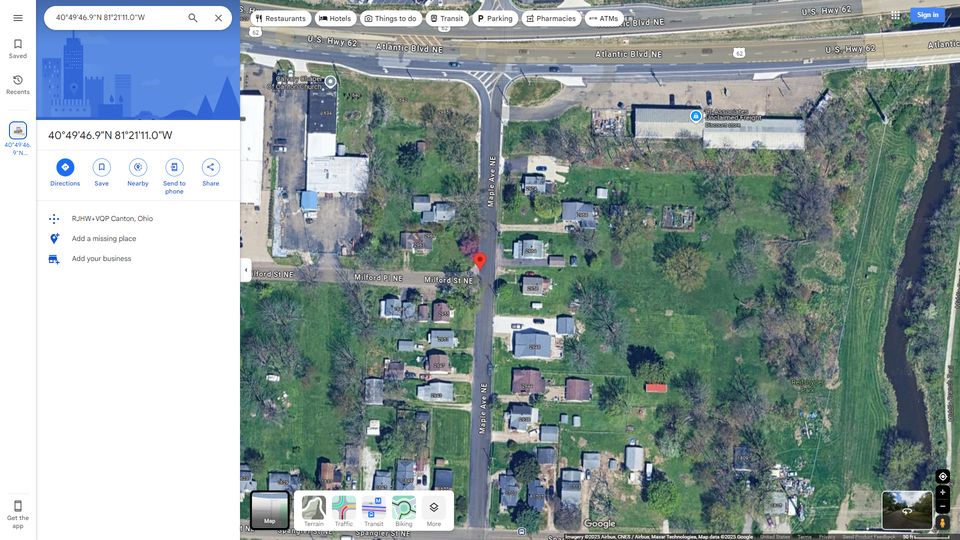 40°49'46.9"N 81°21'11.0"W
Restaurants
Hotels
Things to do
Transit
Parking
Pharmacies
ATMs
Sign in
Saved
Recents
40°49'46.
9"N...
Get the
app
40°49'46.9"N 81°21'11.0"W
Directions
Save
Nearby
Send to
phone
Share
RJHW+VQP Canton, Ohio
Add a missing place
Add your business
U.S. Hwy 62
U.S. Hwy 62
U.S. Hwy 62
62
62
Atlantic Blvd NE
Atlantic Blvd NE
Atlantic
Calvary Chapel
Of Canton Church
Associates
Unclaimed Freight
Discount store
Maple Ave NE
Milford St NE
Milford Pl NE
Milford St NE
Maple Ave NE
Spangler St NE
Spangler St NE
Map
Terrain
Traffic
Transit
Biking
More
Google
Imagery ©2025 Airbus, CNES / Airbus, Maxar Technologies, Map data ©2025 Google
United States
Terms
Privacy
Send Product Feedback
50 ft